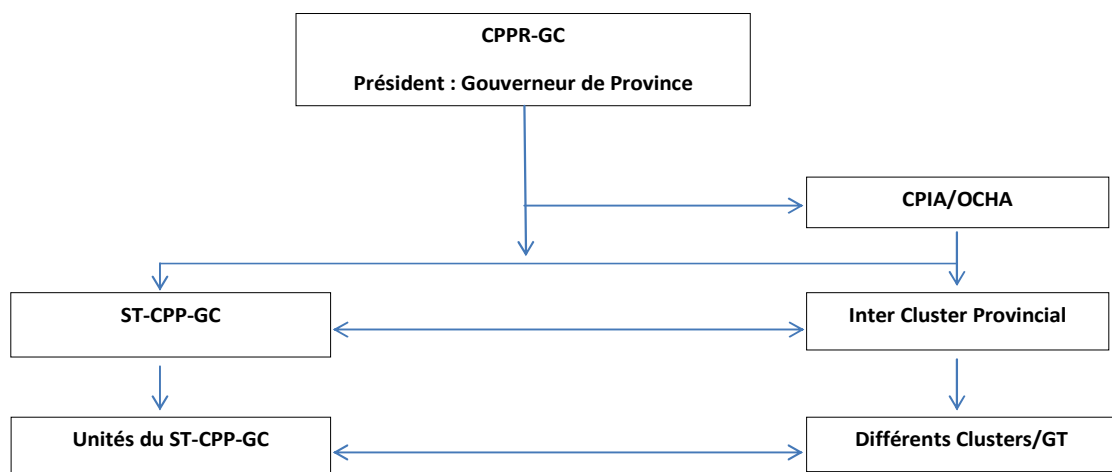 CPPR-GC
Président : Gouverneur de Province
CPIA/OCHA
ST-CPP-GC
Inter Cluster Provincial
Unités du ST-CPP-GC
Différents Clusters/GT